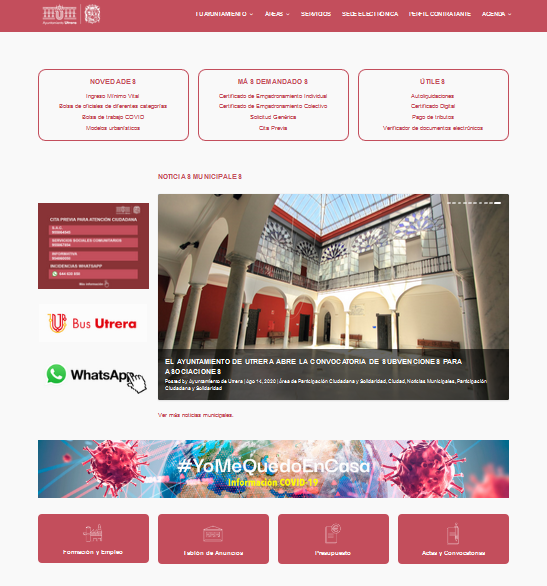 Ayuntamiento Utrera
TU AYUNTAMIENTO
ÁREAS
SERVICIOS
SEDE ELECTRÓNICA
PERFIL CONTRATANTE
AGENDA
NOVEDADES
Ingreso Mínimo Vital
Bolsa de oficiales de diferentes categorías
Bolsa de trabajo COVID
Modelos urbanísticos
MÁS DEMANDADOS
Certificado de Empadronamiento Individual
Certificado de Empadronamiento Colectivo
Solicitud Genérica
Cita Previa
ÚTILES
Autoliquidaciones
Certificado Digital
Pago de tributos
Verificador de documentos electrónicos
NOTICIAS MUNICIPALES
CITA PREVIA PARA ATENCIÓN CIUDADANA
S.A.C
SERVICIOS SOCIALES COMUNITARIOS
INFORMATIVA
INCIDENCIAS WHATSAPP
Más información
Bus Utrera
WhatsApp
EL AYUNTAMIENTO DE UTRERA ABRE LA CONVOCATORIA DE SUBVENCIONES PARA
ASOCIACIONES
Posted by Ayuntamiento de Utrera | Ago 14, 2020 | Área de Participación Ciudadana y Solidaridad, Ciudad, Noticias Municipales, Participación
Ciudadana y Solidaridad
Ver más noticias municipales.
#YoMeQuedoEnCasa
Información COVID-19
Formación y Empleo
Tablón de Anuncios
Presupuesto
Actas y Convocatorias